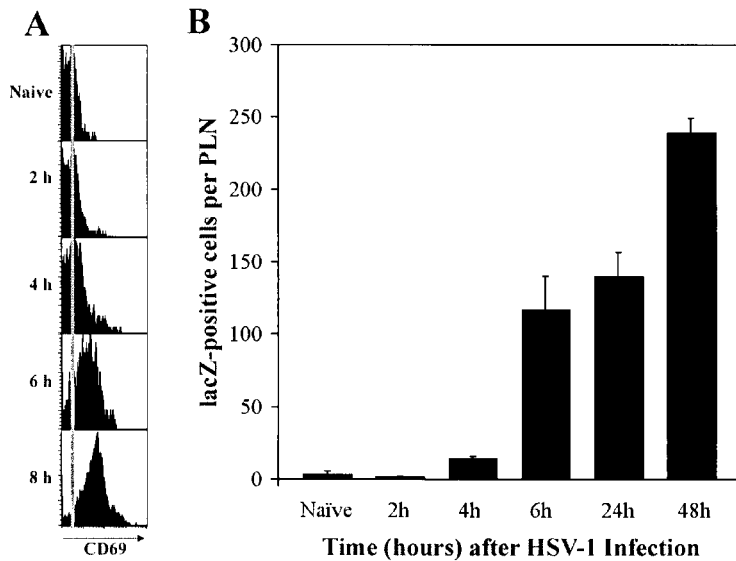 A
Naive
2 h
4 h
6 h
8 h
CD69
B
lacZ-positive cells per PLN
300
250
200
150
100
50
0
Naïve 2h 4h 6h 24h 48h
Time (hours) after HSV-1 Infection